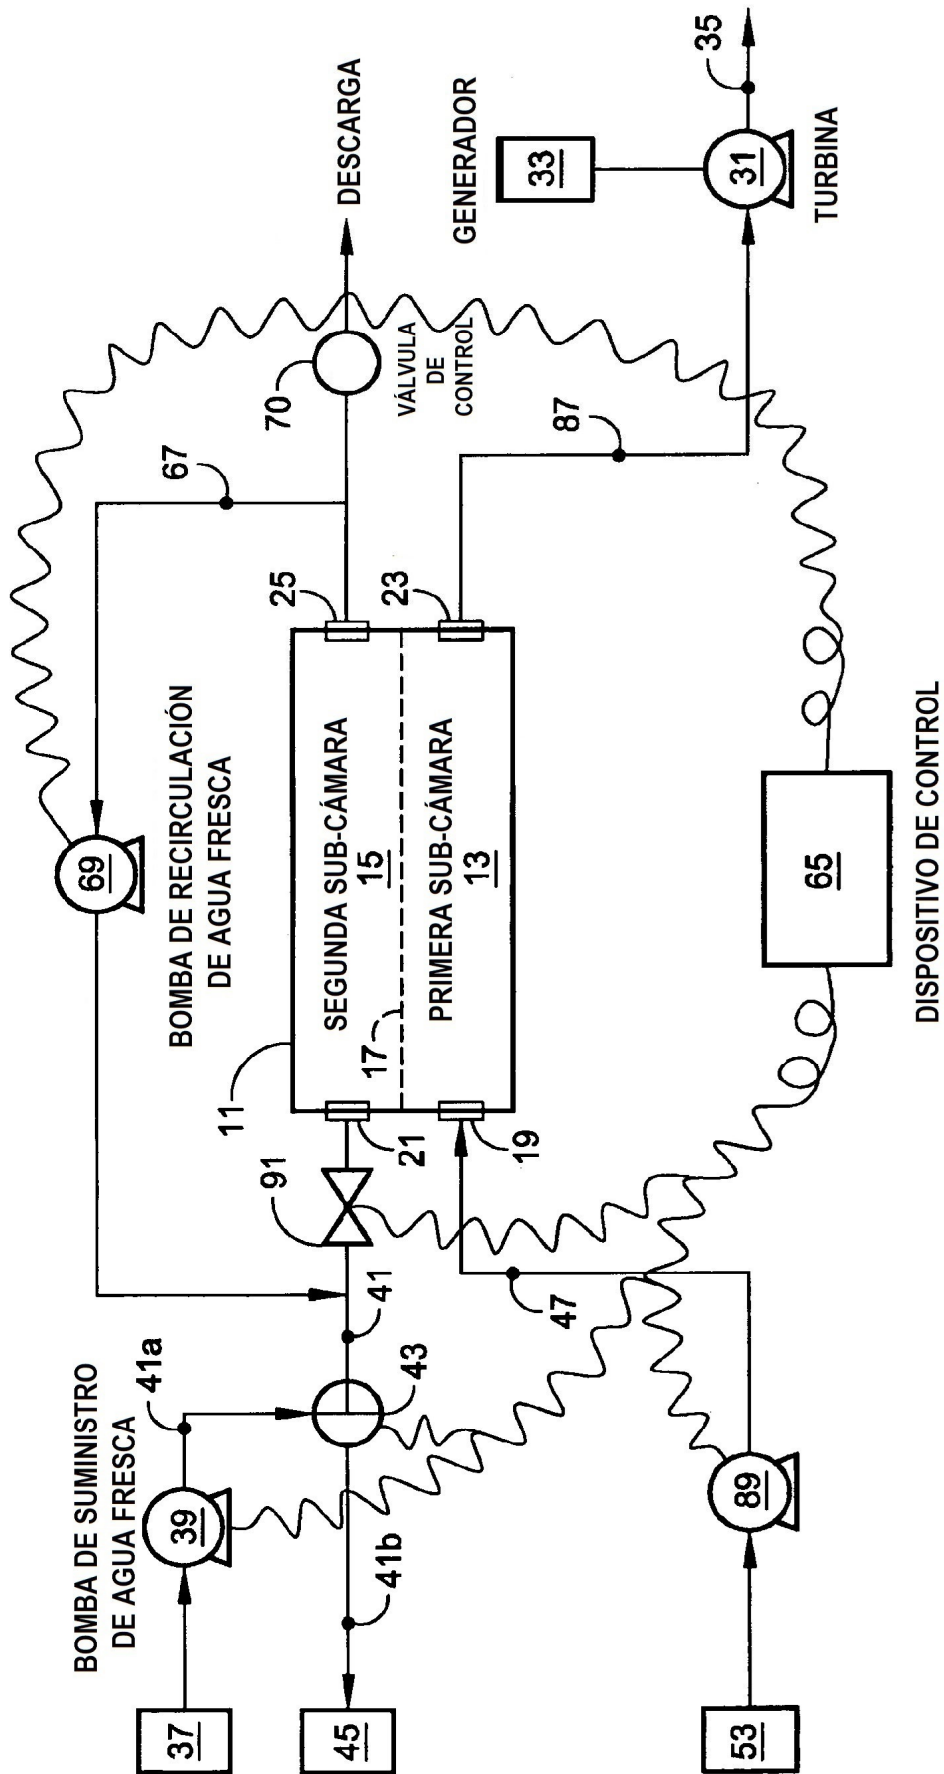 DESCARGA
GENERADOR
33
35
31
TURBINA
70
VÁLVULA
DE
CONTROL
67
87
25
23
BOMBA DE RECIRCULACIÓN
DE AGUA FRESCA
69
SEGUNDA SUB-CÁMARA
15
17
PRIMERA SUB-CÁMARA
13
11
21
19
91
65
DISPOSITIVO DE CONTROL
41
47
43
41a
BOMBA DE SUMINISTRO
DE AGUA FRESCA
39
41b
89
37
45
53